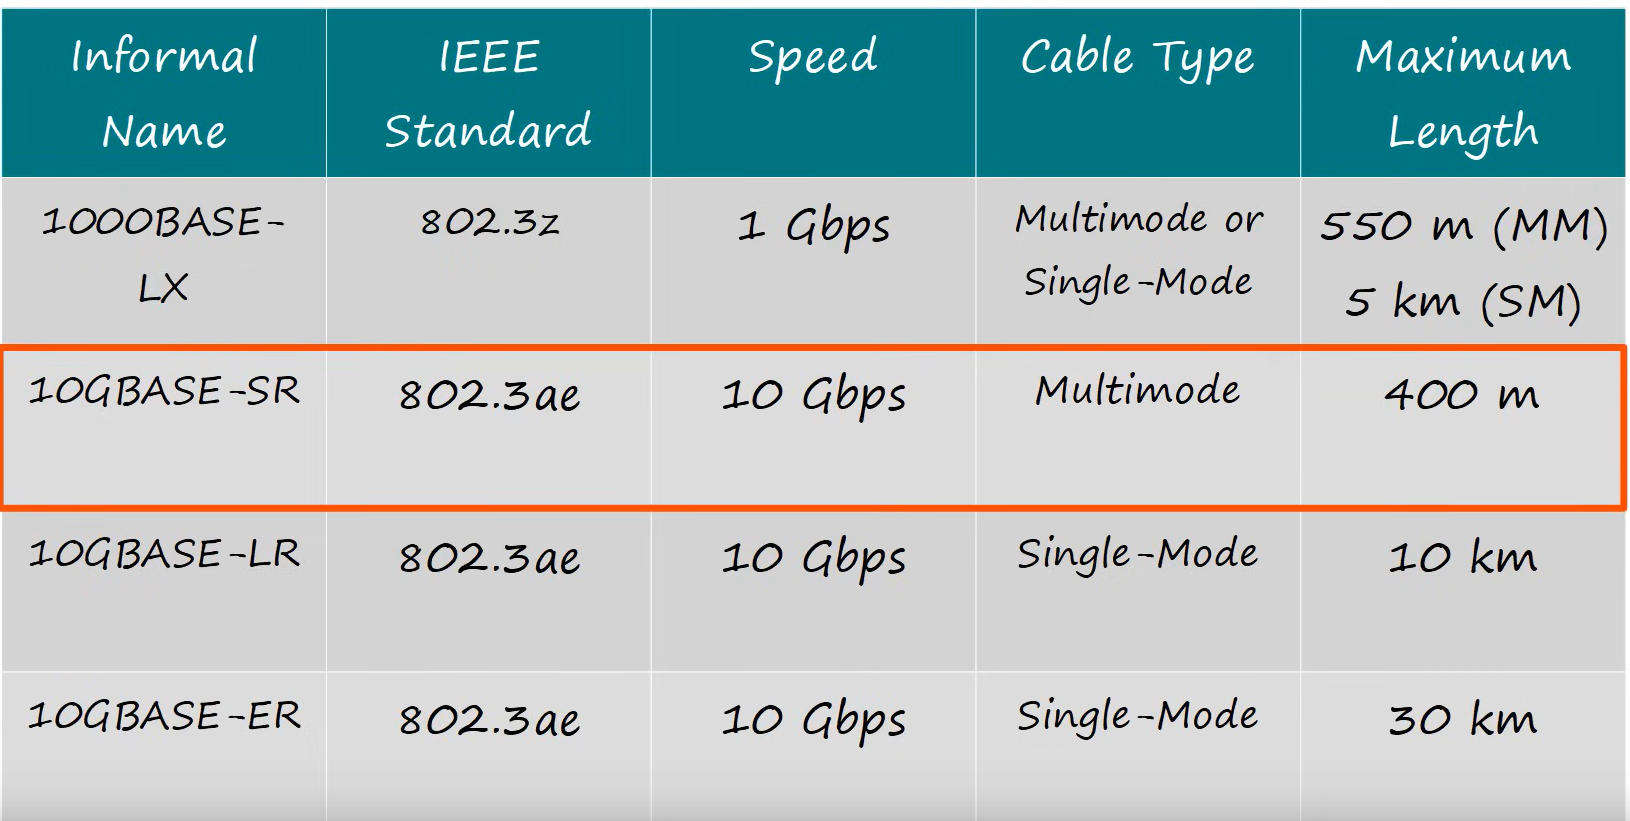 Informal Name
IEEE Standard
Speed
Cable Type
Maximum Length
1000BASE-LX
802.3z
1 Gbps
Multimode or Single-Mode
550 m (MM)
5 km (SM)
10GBASE-SR
802.3ae
10 Gbps
Multimode
400 m
10GBASE-LR
802.3ae
10 Gbps
Single-Mode
10 km
10GBASE-ER
802.3ae
10 Gbps
Single-Mode
30 km